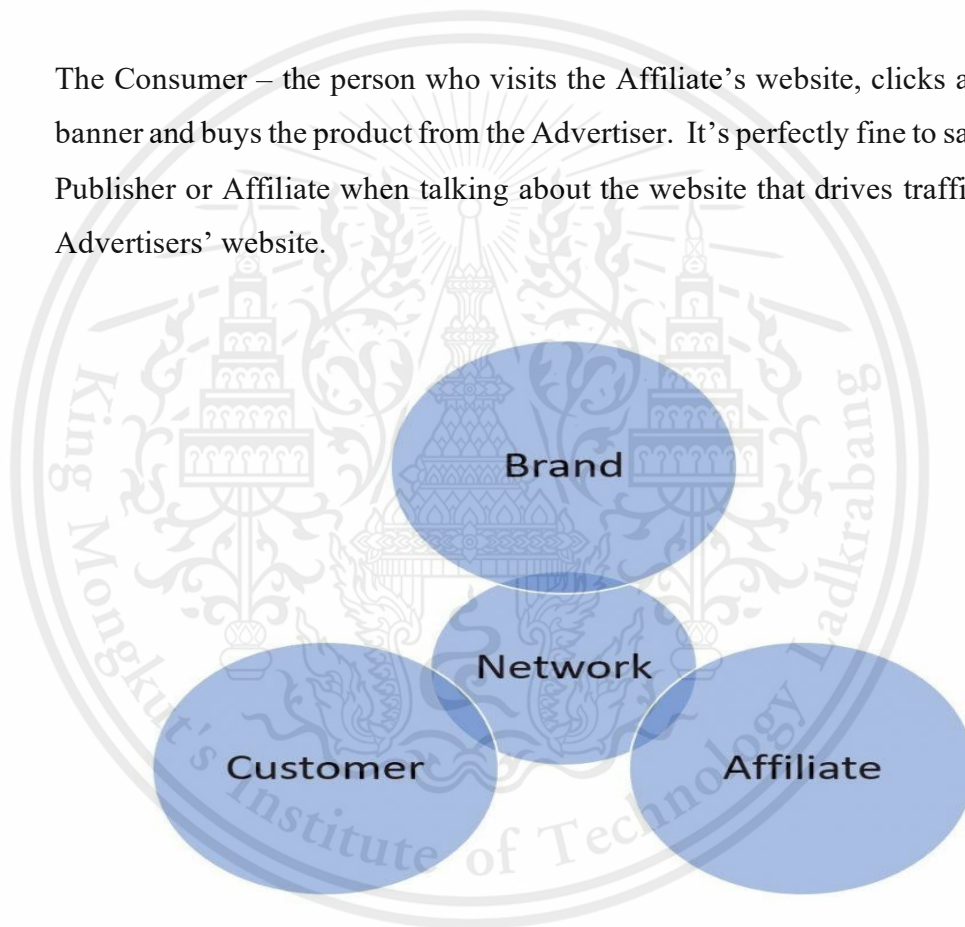 The Consumer – the person who visits the Affiliate’s website, clicks a
banner and buys the product from the Advertiser. It’s perfectly fine to sa
Publisher or Affiliate when talking about the website that drives traffi
Advertisers’ website.
Brand
Network
Customer
Affiliate
King Mongkut's Institute of Technology Ladkrabang